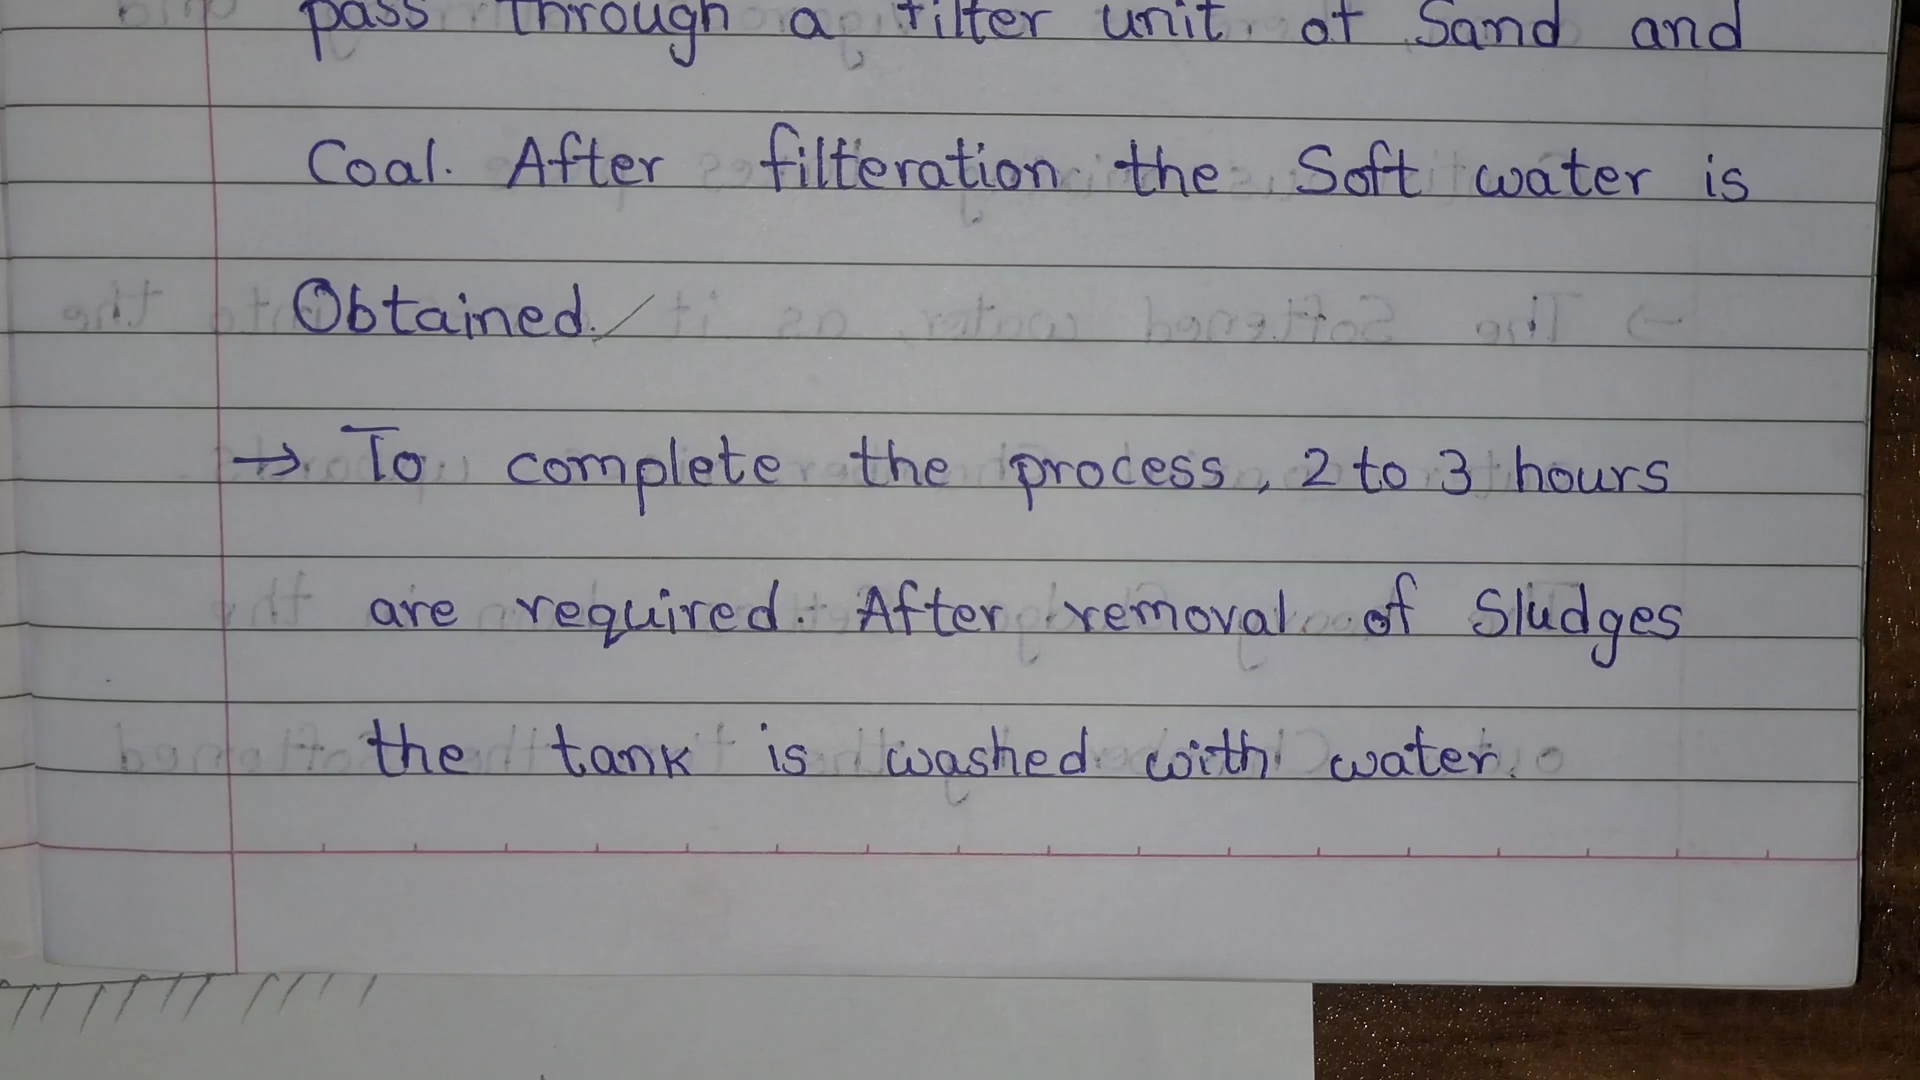 pass through a filter unit of Sand and
Coal. After filteration the Soft water is
Obtained.
→ To complete the process, 2 to 3 hours
are required. After removal of Sludges
the tank is washed with water.